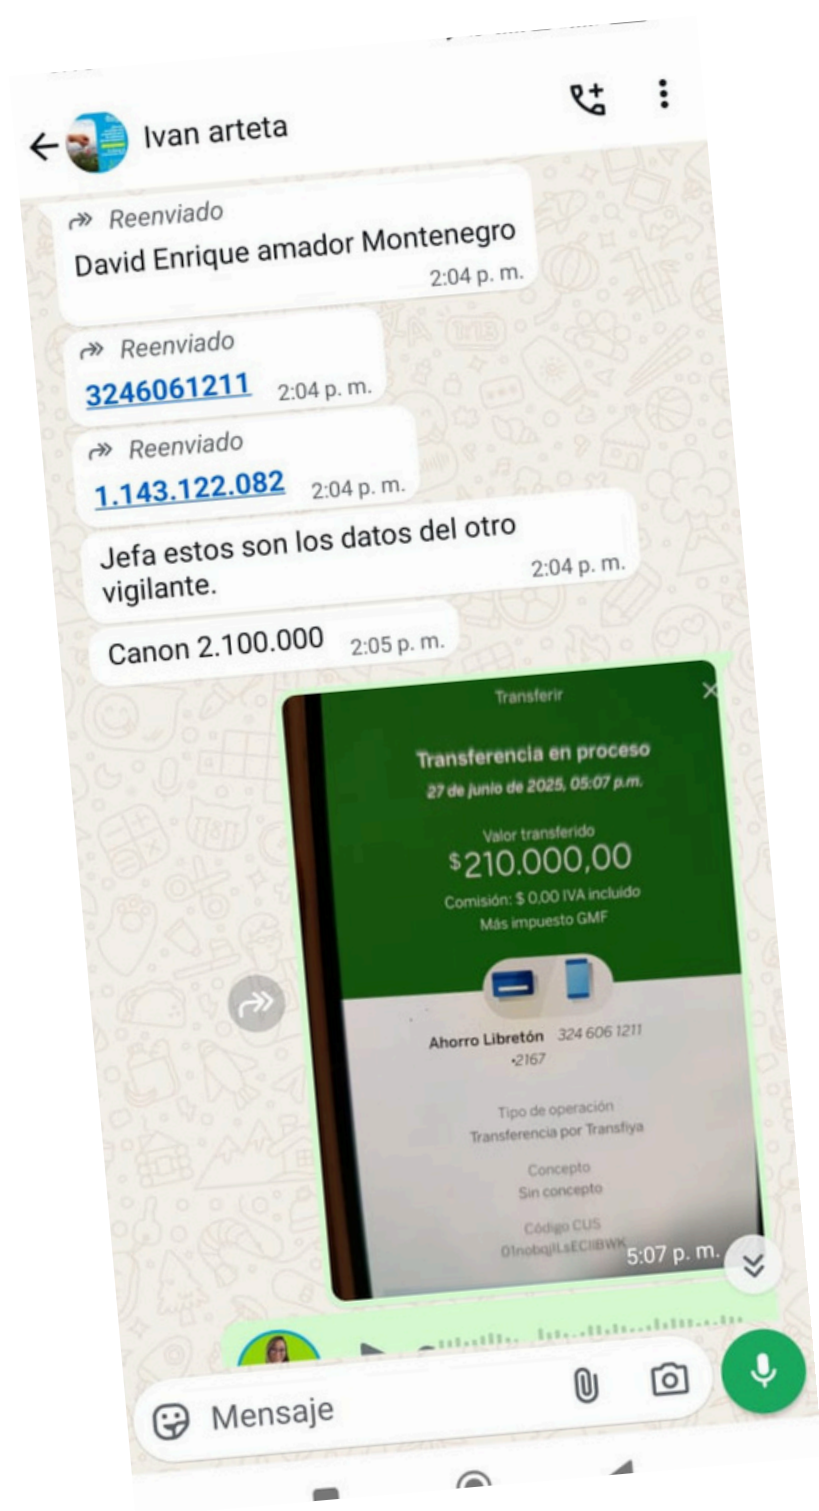 Ivan arteta
Reenviado
David Enrique amador Montenegro
2:04 p. m.
Reenviado
3246061211 2:04 p. m.
Reenviado
1.143.122.082 2:04 p. m.
Jefa estos son los datos del otro
vigilante. 2:04 p. m.
Canon 2.100.000 2:05 p. m.
Transferir
Transferencia en proceso
27 de junio de 2025, 05:07 p.m.
Valor transferido
$210.000,00
Comisión: $ 0,00 IVA incluido
Más impuesto GMF
Ahorro Libretón 324 606 1211
•2167
Tipo de operación
Transferencia por Transfiya
Concepto
Sin concepto
Código CUS
5:07 p. m.
Mensaje